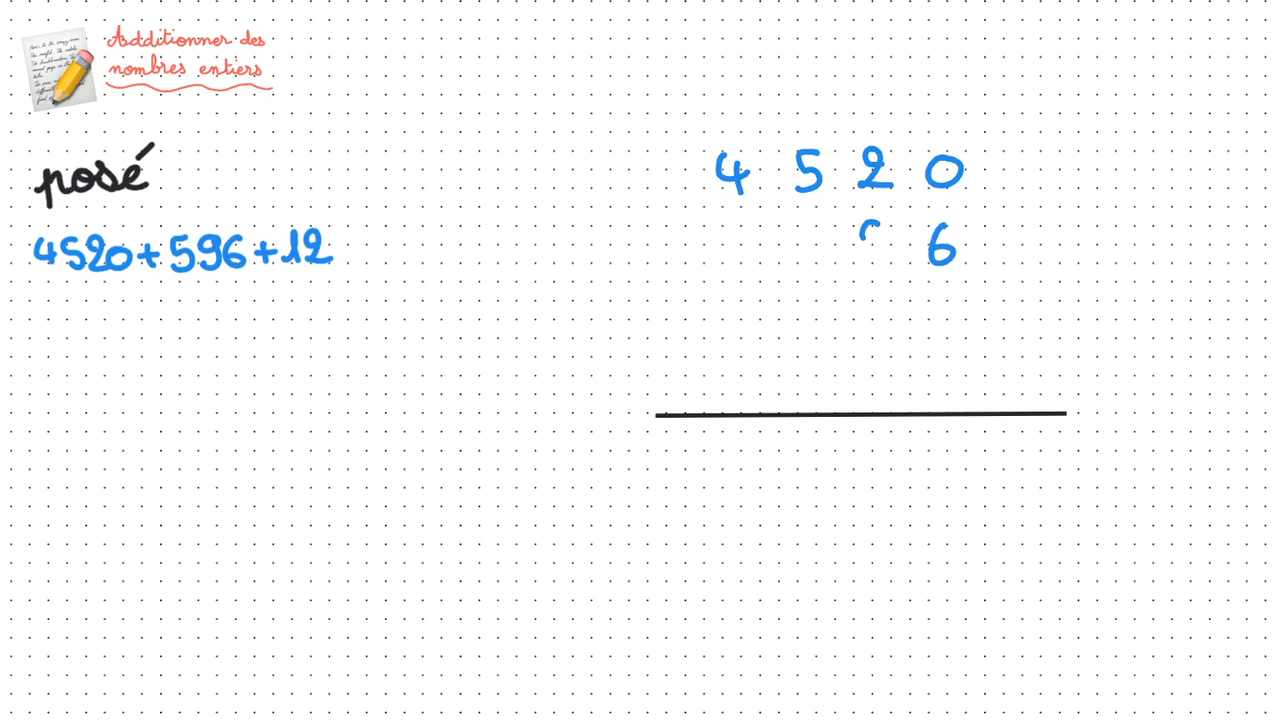 Additionner des
nombres entiers
posé
4520+596+12
4 5 2 0
6